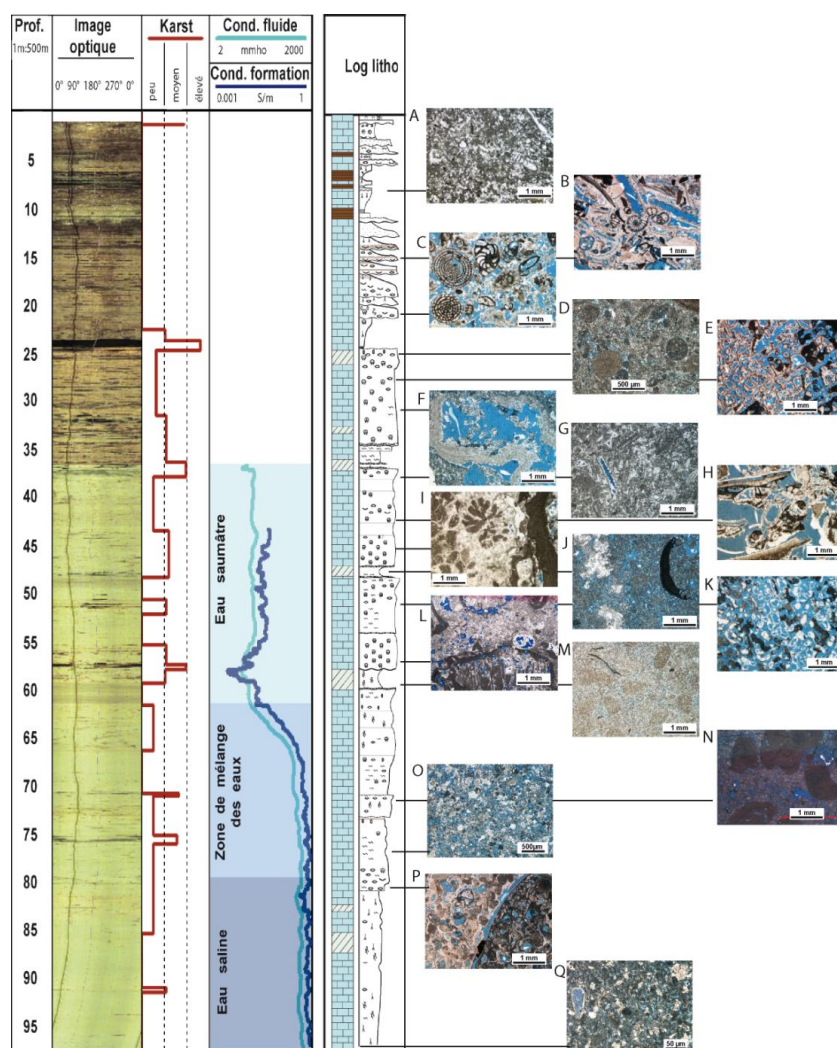 Prof.
1m:500m
Image
optique
0° 90° 180° 270° 0°
Karst
peu
moyen
élevé
Cond. fluide
2 mmho 2000
Cond. formation
0.001 S/m 1
Log litho
5
10
15
20
25
30
35
40
45
50
55
60
65
70
75
80
85
90
95
Eau saumâtre
Zone de mélange
des eaux
Eau saline
A
1 mm
B
1 mm
C
1 mm
D
500 µm
E
1 mm
F
1 mm
G
1 mm
H
1 mm
I
1 mm
J
1 mm
K
1 mm
L
1 mm
M
1 mm
N
1 mm
O
500µm
P
1 mm
Q
50 µm